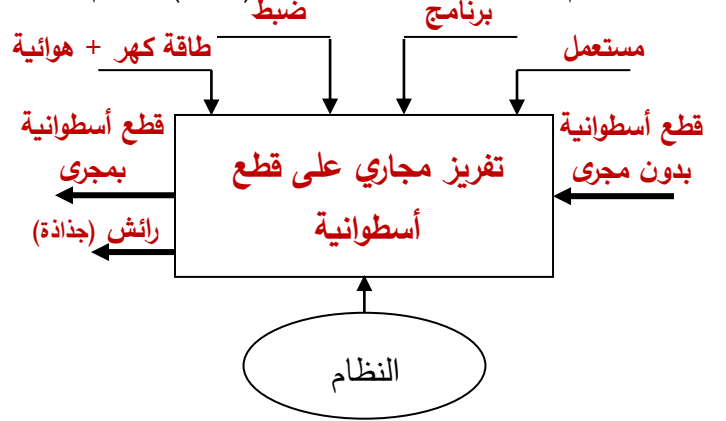 ضبط
برنامج
طاقة كهر + هوائية
مستعمل
قطع أسطوانية
بدون مجرى
تفريز مجاري على قطع
أسطوانية
قطع أسطوانية
بمجرى
رائش (جذاذة)
النظام